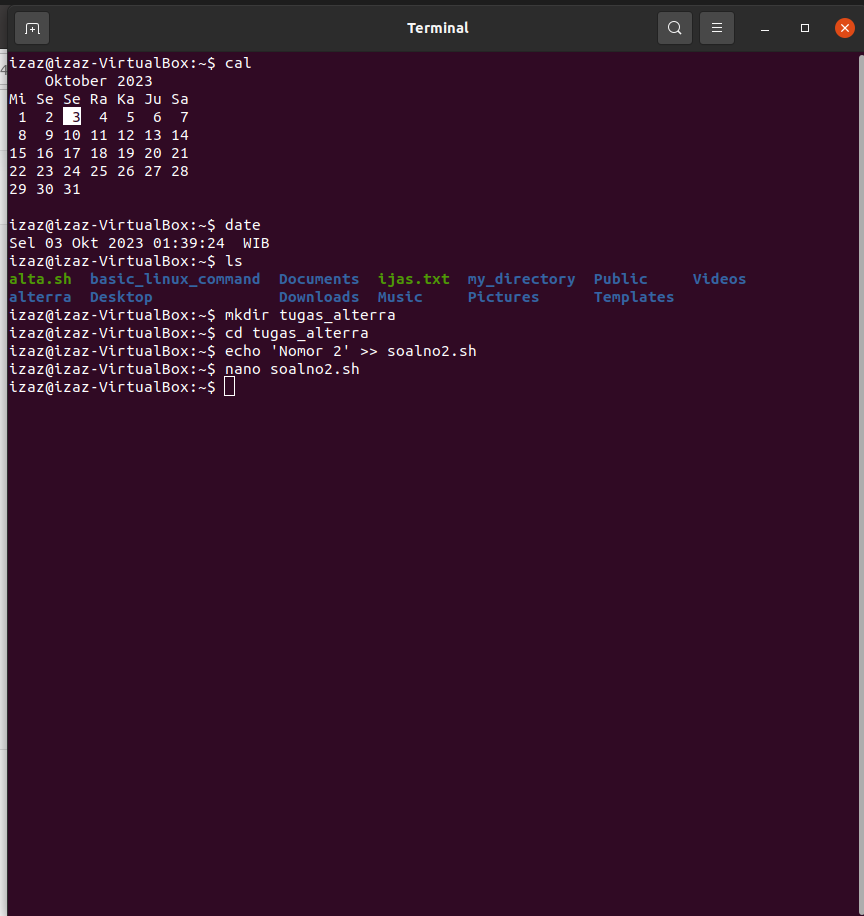 Terminal
4
izaz@izaz-VirtualBox:~$ cal
    Oktober 2023
Mi Se Se Ra Ka Ju Sa
 1  2  3  4  5  6  7
 8  9 10 11 12 13 14
15 16 17 18 19 20 21
22 23 24 25 26 27 28
29 30 31
izaz@izaz-VirtualBox:~$ date
Sel 03 Okt 2023 01:39:24  WIB
izaz@izaz-VirtualBox:~$ ls
alta.sh  basic_linux_command  Documents  ijas.txt  my_directory  Public     Videos
alterra  Desktop              Downloads  Music     Pictures      Templates
izaz@izaz-VirtualBox:~$ mkdir tugas_alterra
izaz@izaz-VirtualBox:~$ cd tugas_alterra
izaz@izaz-VirtualBox:~$ echo 'Nomor 2' >> soalno2.sh
izaz@izaz-VirtualBox:~$ nano soalno2.sh
izaz@izaz-VirtualBox:~$